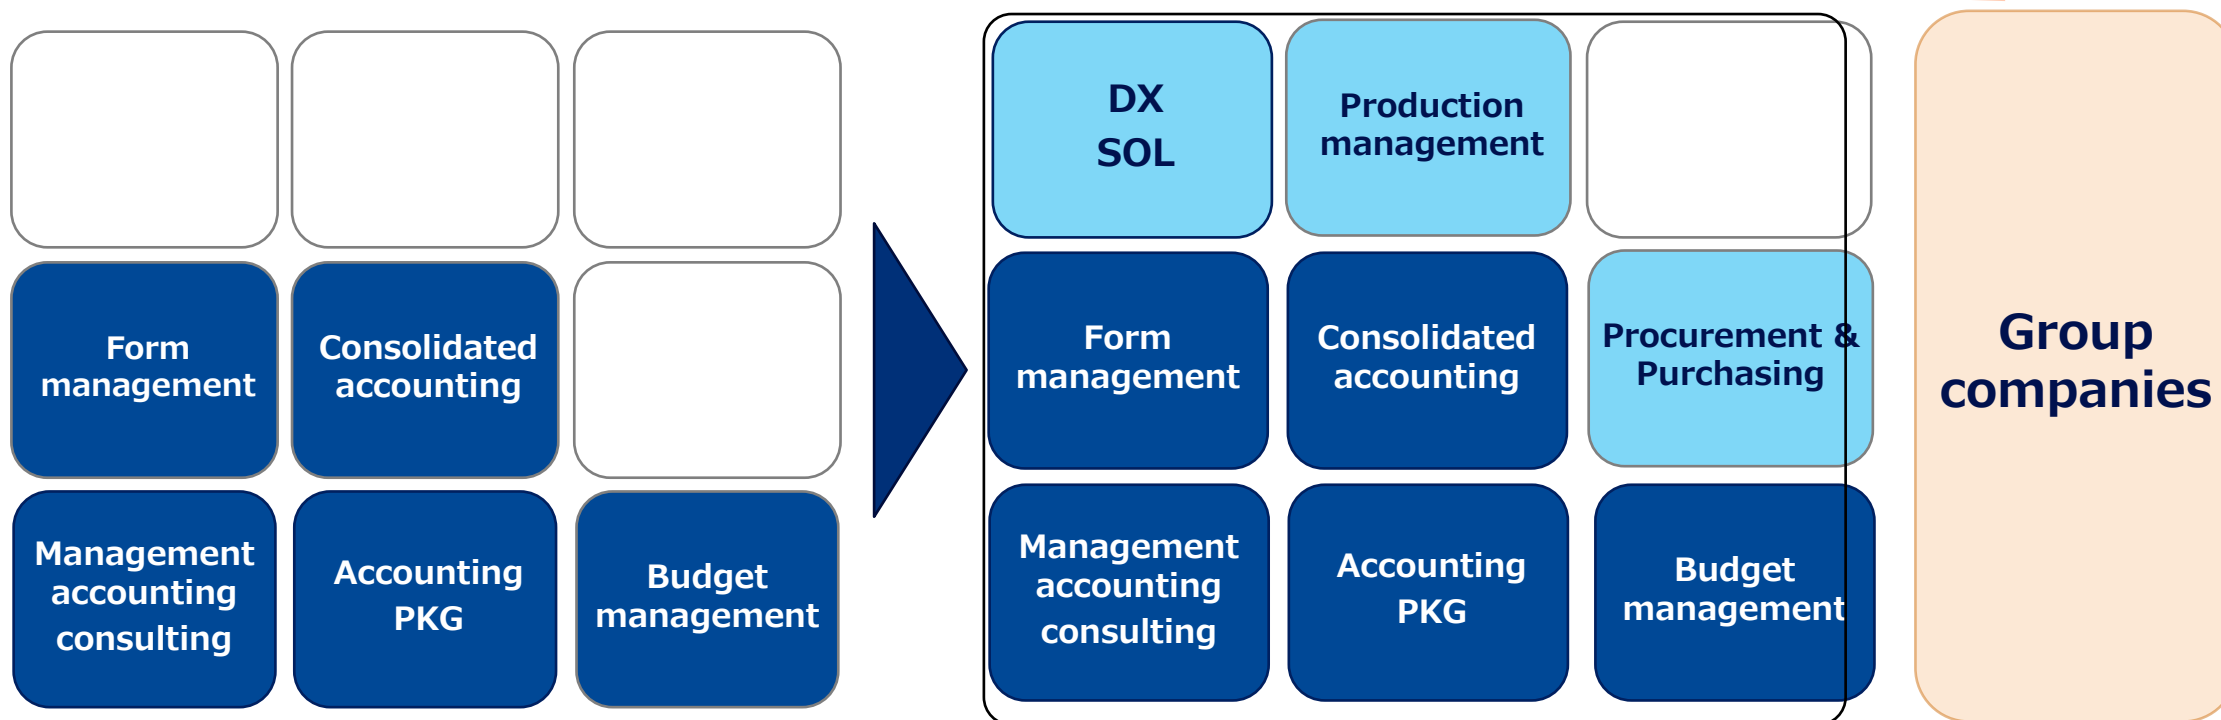 Form
management
Consolidated
accounting
Management
accounting
consulting
Accounting
PKG
Budget
management
DX
SOL
Production
management
Form
management
Consolidated
accounting
Procurement &
Purchasing
Management
accounting
consulting
Accounting
PKG
Budget
management
Group
companies